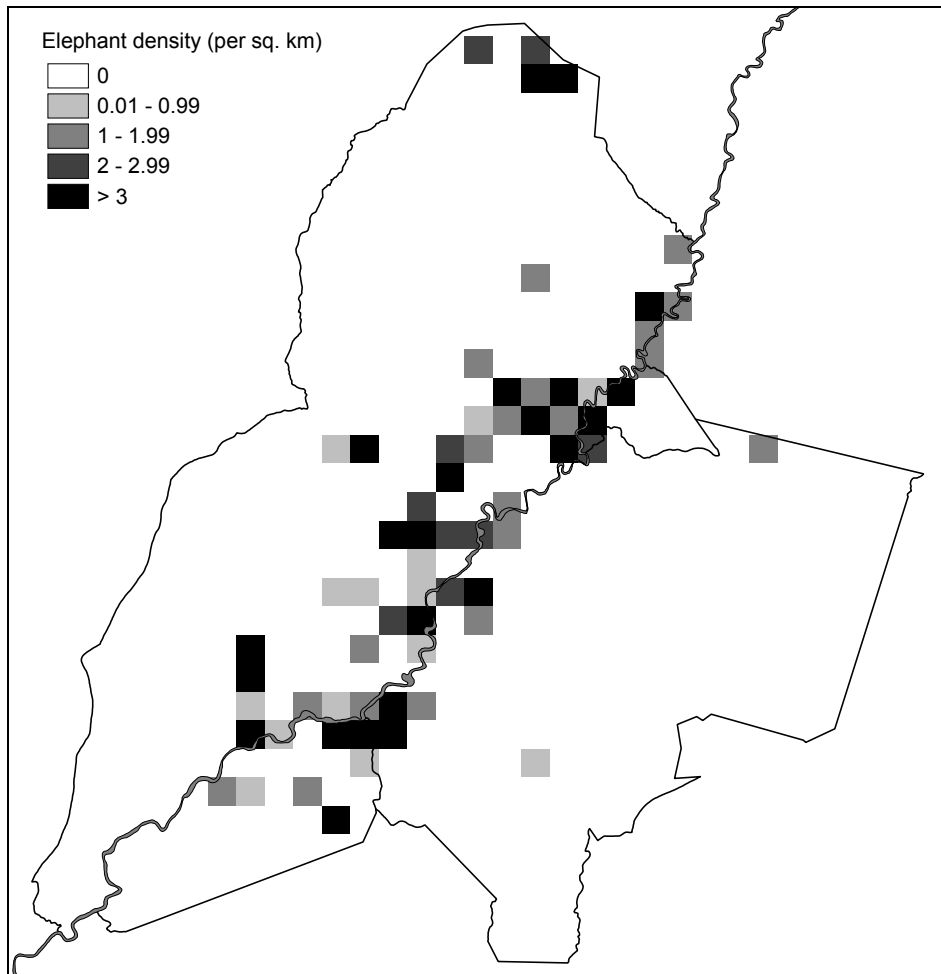 Elephant density (per sq. km)
0
0.01 - 0.99
1 - 1.99
2 - 2.99
> 3